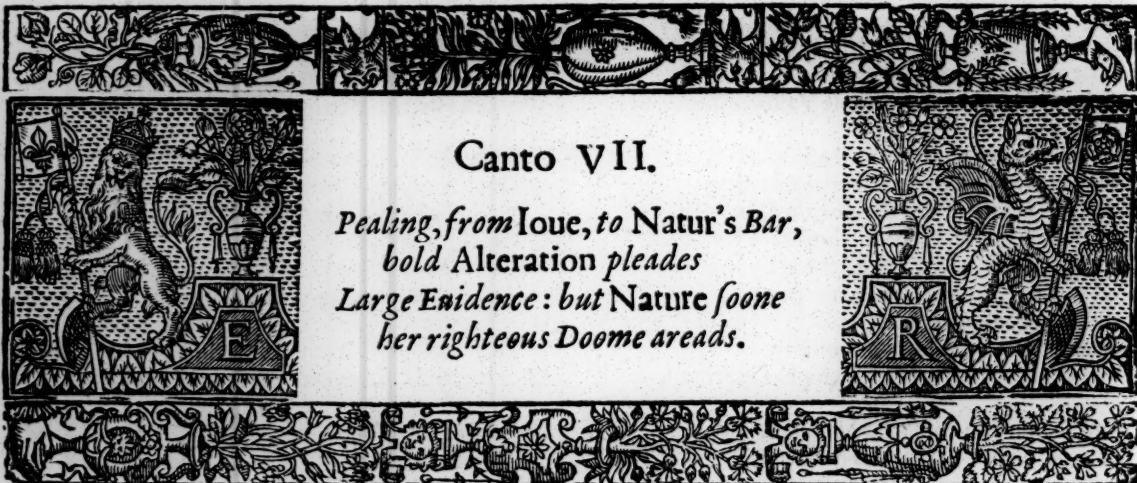 Canto VII.
Pealing, from Ioue, to Natur's Bar,
bold Alteration pleades
Large Euidence: but Nature ſoone
her righteous Doome areads.
E
R